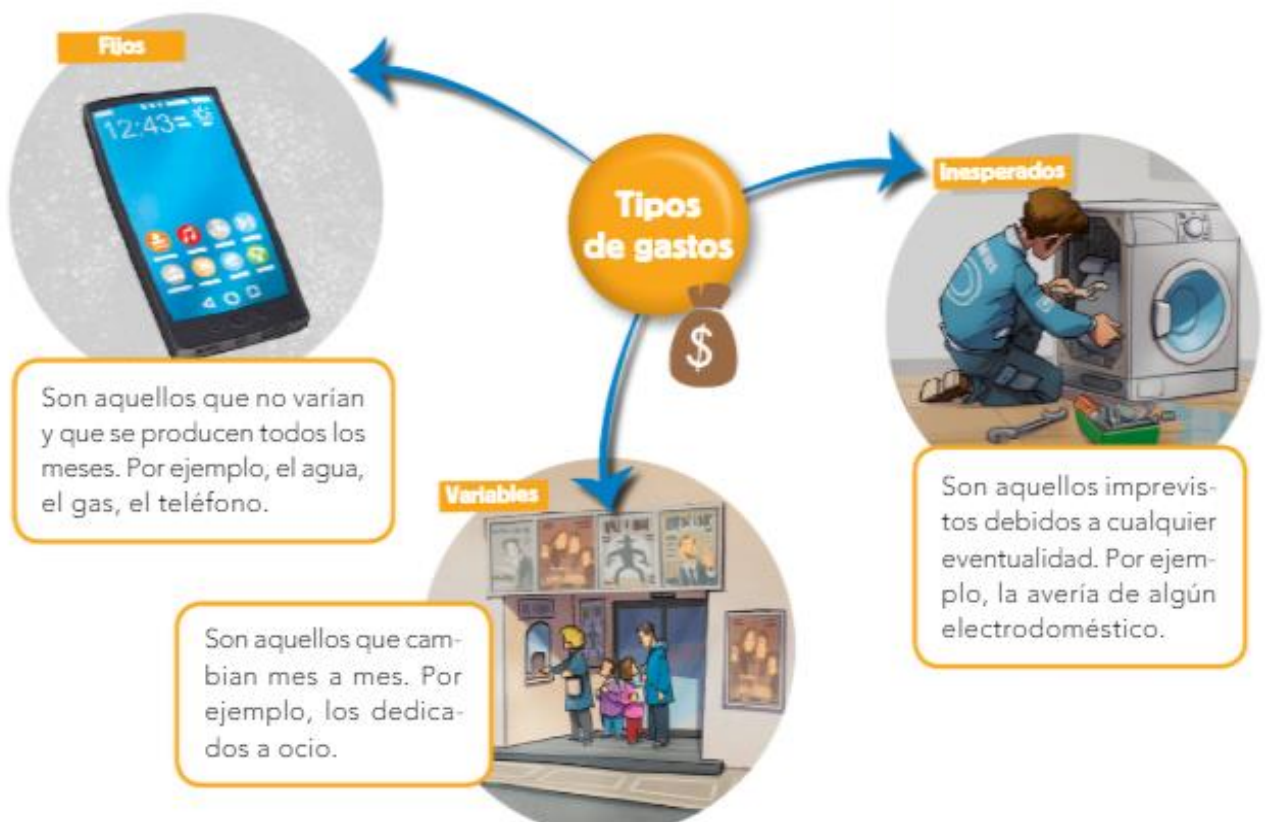 Tipos
de gastos
$
Fijos
12:43
Son aquellos que no varían
y que se producen todos los
meses. Por ejemplo, el agua,
el gas, el teléfono.
Variables
Son aquellos que cam-
bian mes a mes. Por
ejemplo, los dedica-
dos a ocio.
Inesperados
Son aquellos imprevis-
tos debidos a cualquier
eventualidad. Por ejem-
plo, la avería de algún
electrodoméstico.